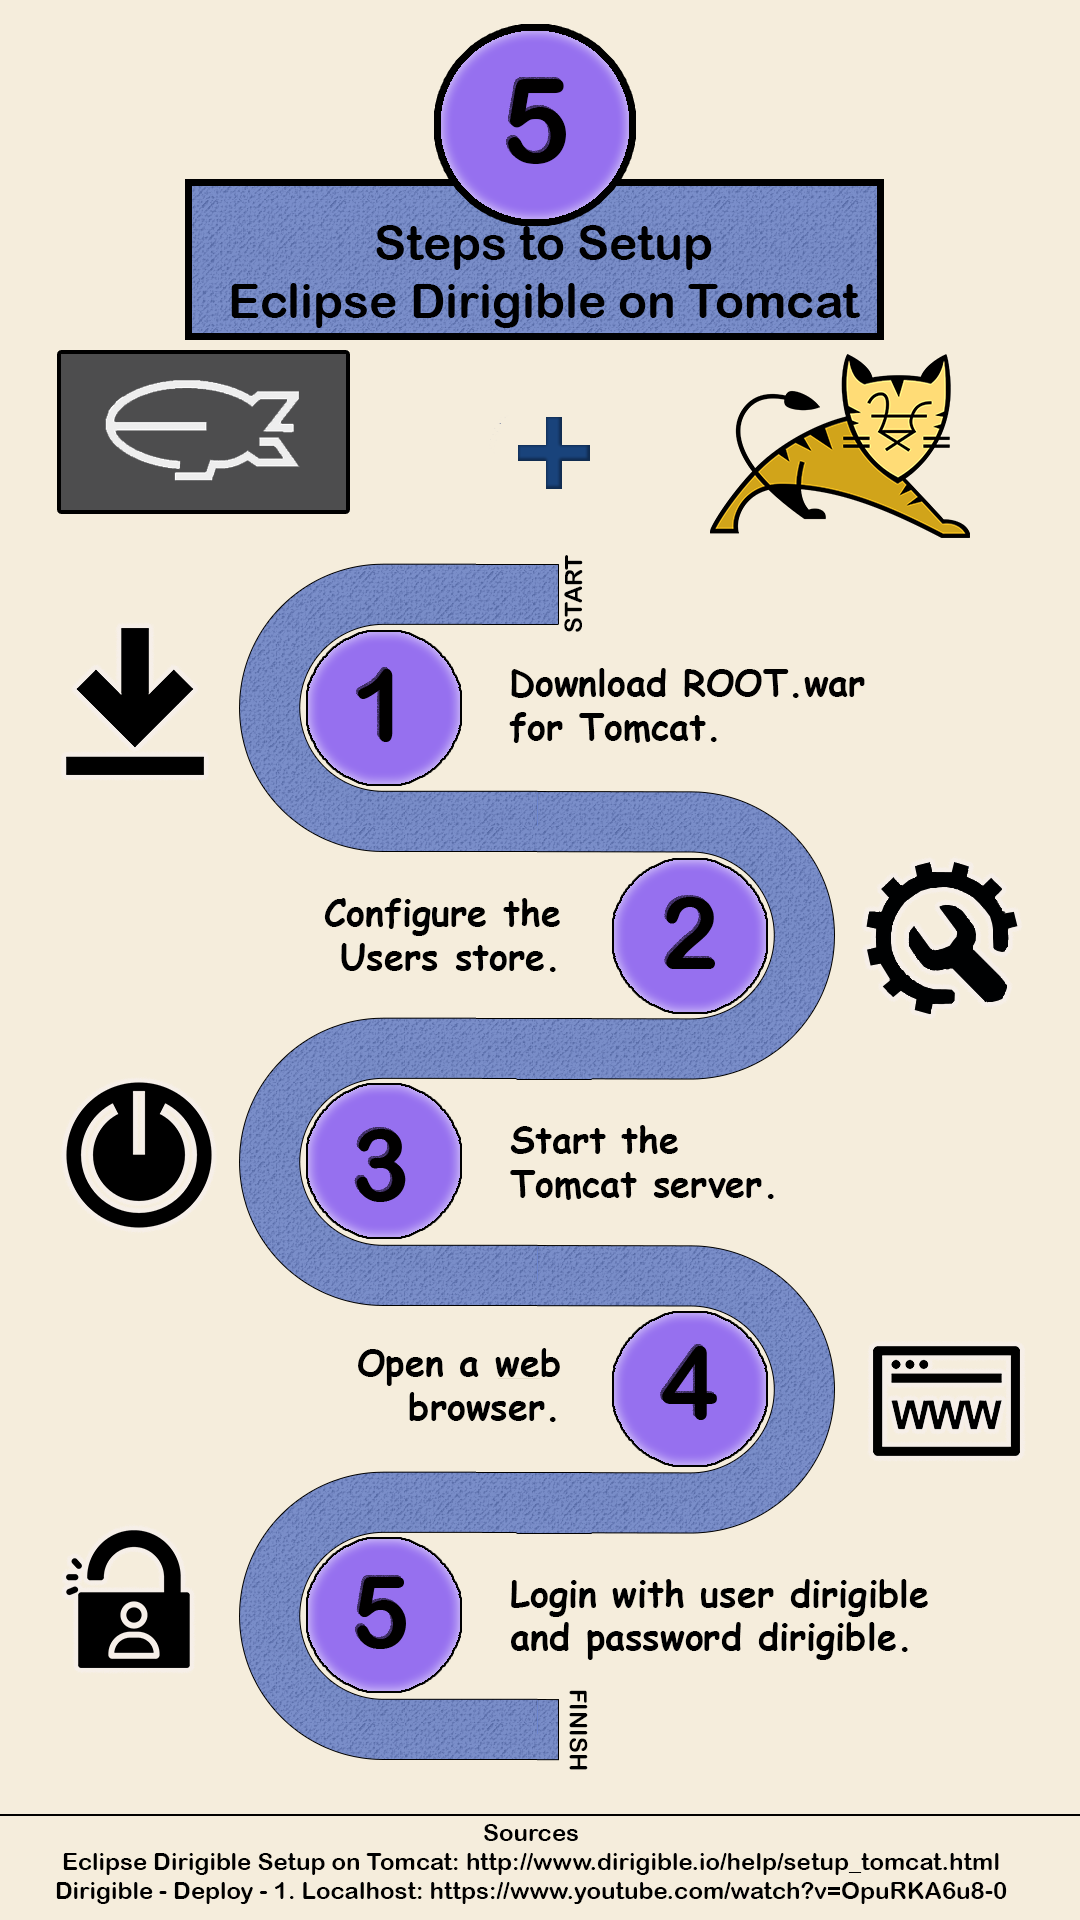 5
Steps to Setup
Eclipse Dirigible on Tomcat
START
1
Download ROOT.war
for Tomcat.
2
Configure the
Users store.
3
Start the
Tomcat server.
4
Open a web
browser.
WWW
5
Login with user dirigible
and password dirigible.
FINISH
Sources
Eclipse Dirigible Setup on Tomcat: http://www.dirigible.io/help/setup_tomcat.html
Dirigible - Deploy - 1. Localhost: https://www.youtube.com/watch?v=OpuRKA6u8-0